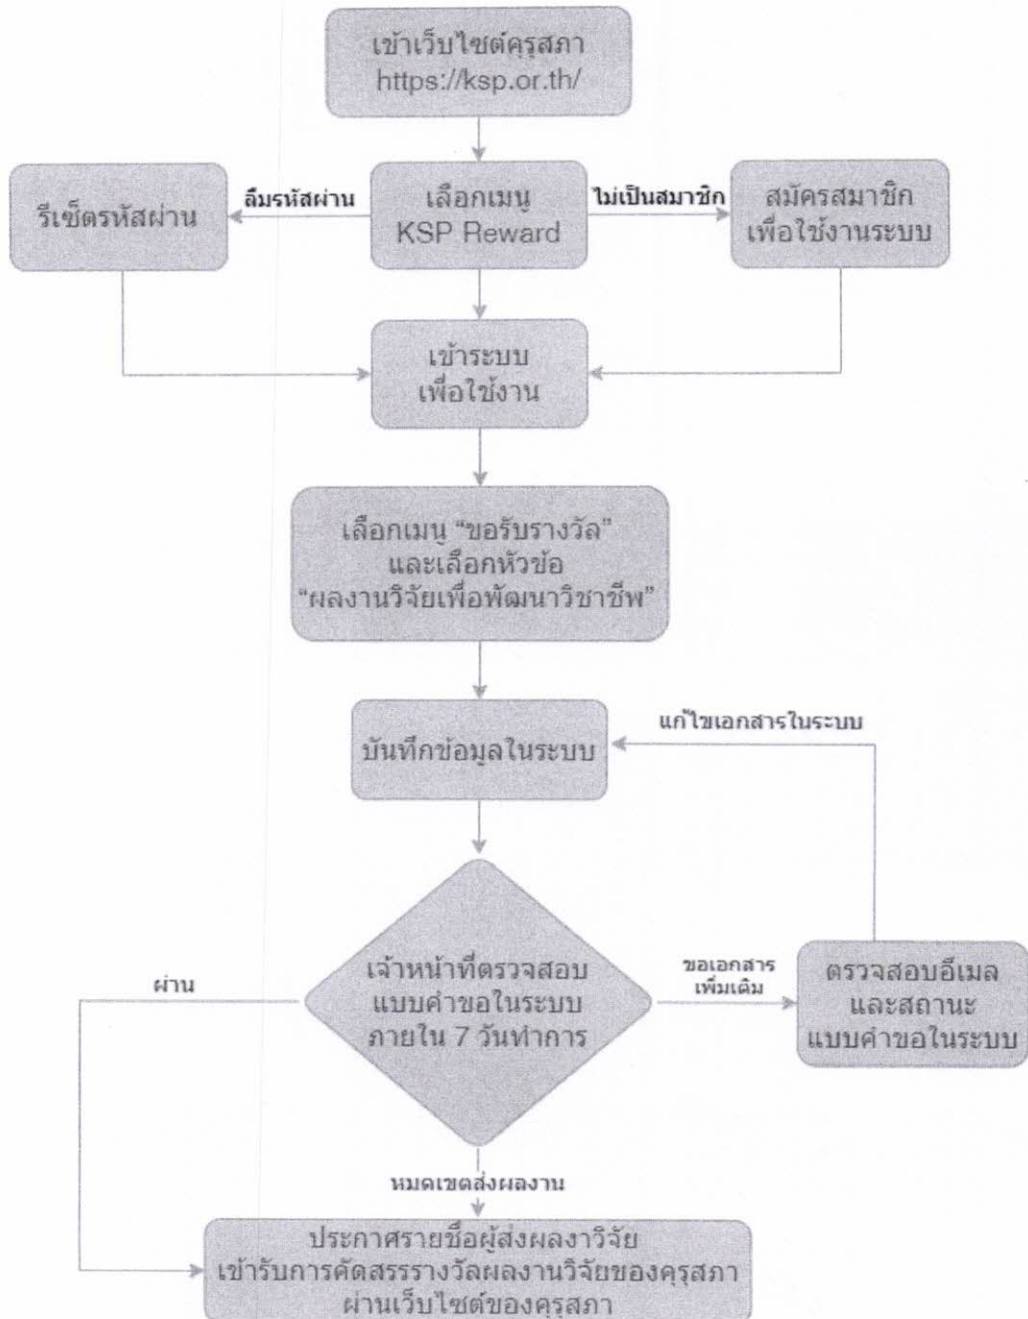 เข้าเว็บไซต์คุรุสภา
https://ksp.or.th/
รีเซ็ตรหัสผ่าน
ลืมรหัสผ่าน
เลือกเมนู
KSP Reward
ไม่เป็นสมาชิก
สมัครสมาชิก
เพื่อใช้งานระบบ
เข้าระบบ
เพื่อใช้งาน
เลือกเมนู “ขอรับรางวัล”
และเลือกหัวข้อ
“ผลงานวิจัยเพื่อพัฒนาวิชาชีพ”
บันทึกข้อมูลในระบบ
แก้ไขเอกสารในระบบ
ผ่าน
เจ้าหน้าที่ตรวจสอบ
แบบคำขอในระบบ
ภายใน 7 วันทำการ
ขอเอกสาร
เพิ่มเติม
ตรวจสอบอีเมล
และสถานะ
แบบคำขอในระบบ
หมดเขตส่งผลงาน
ประกาศรายชื่อผู้ส่งผลงาวิจัย
เข้ารับการคัดสรรรางวัลผลงานวิจัยของคุรุสภา
ผ่านเว็บไซต์ของคุรุสภา